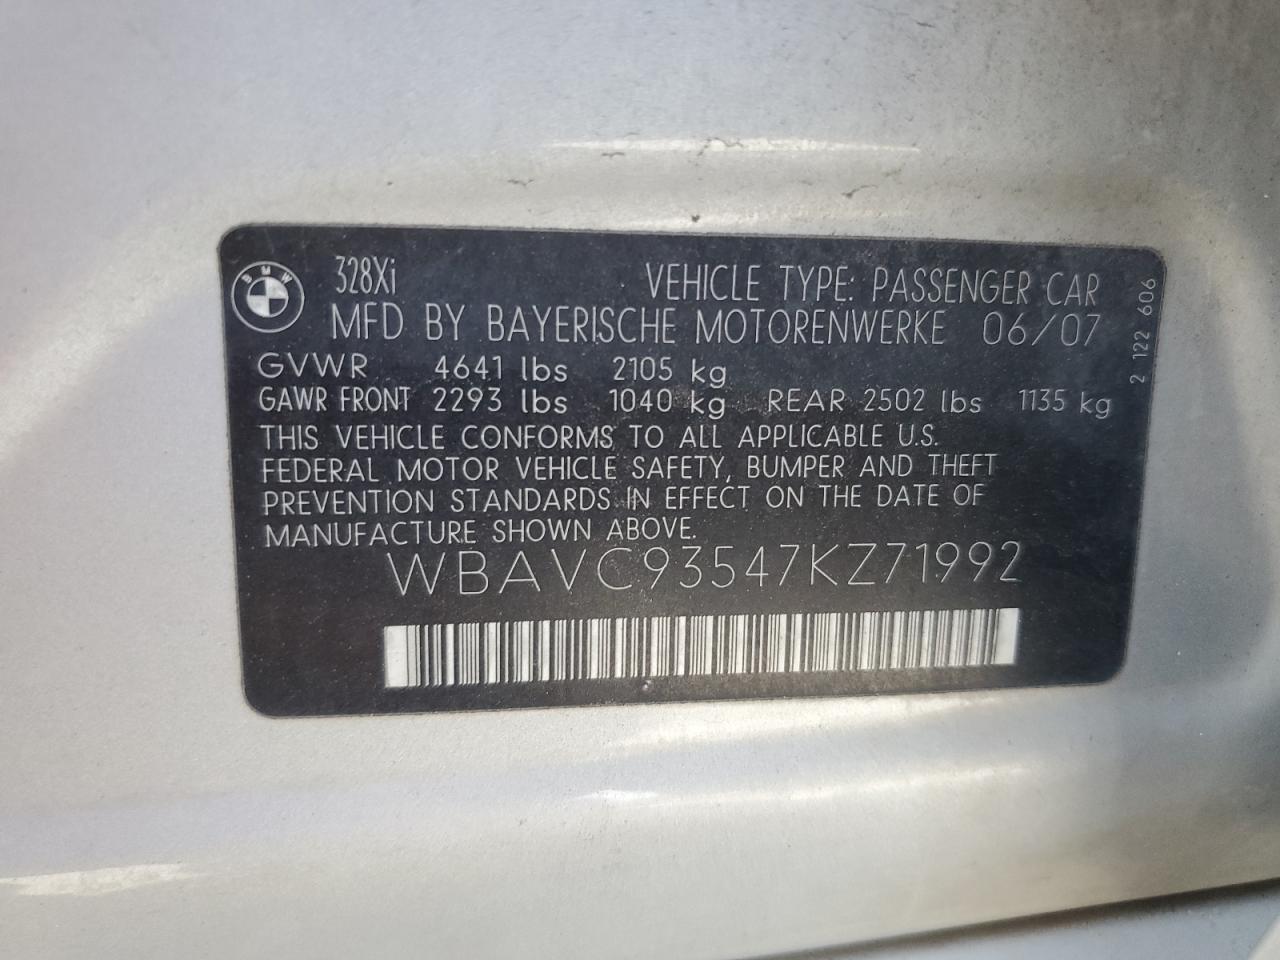 BMW
328Xi VEHICLE TYPE: PASSENGER CAR
MFD BY BAYERISCHE MOTORENWERKE 06/07
GVWR 4641 lbs 2105 kg
GAWR FRONT 2293 lbs 1040 kg REAR 2502 lbs 1135 kg
THIS VEHICLE CONFORMS TO ALL APPLICABLE U.S.
FEDERAL MOTOR VEHICLE SAFETY, BUMPER AND THEFT
PREVENTION STANDARDS IN EFFECT ON THE DATE OF
MANUFACTURE SHOWN ABOVE.
WBAVC93547KZ71992
2 122 606